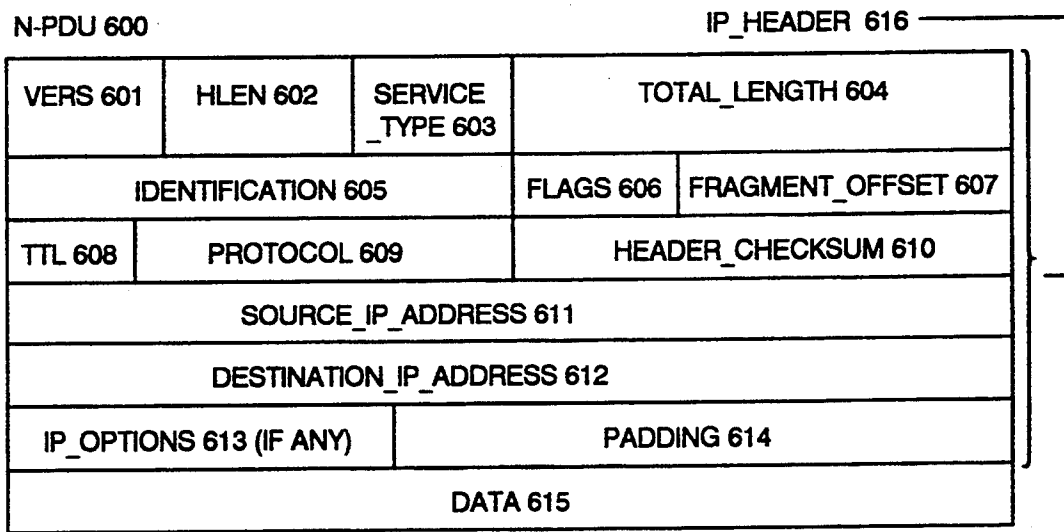 N-PDU 600
IP_HEADER 616
VERS 601
HLEN 602
SERVICE
_TYPE 603
TOTAL_LENGTH 604
IDENTIFICATION 605
FLAGS 606
FRAGMENT_OFFSET 607
TTL 608
PROTOCOL 609
HEADER_CHECKSUM 610
SOURCE_IP_ADDRESS 611
DESTINATION_IP_ADDRESS 612
IP_OPTIONS 613 (IF ANY)
PADDING 614
DATA 615